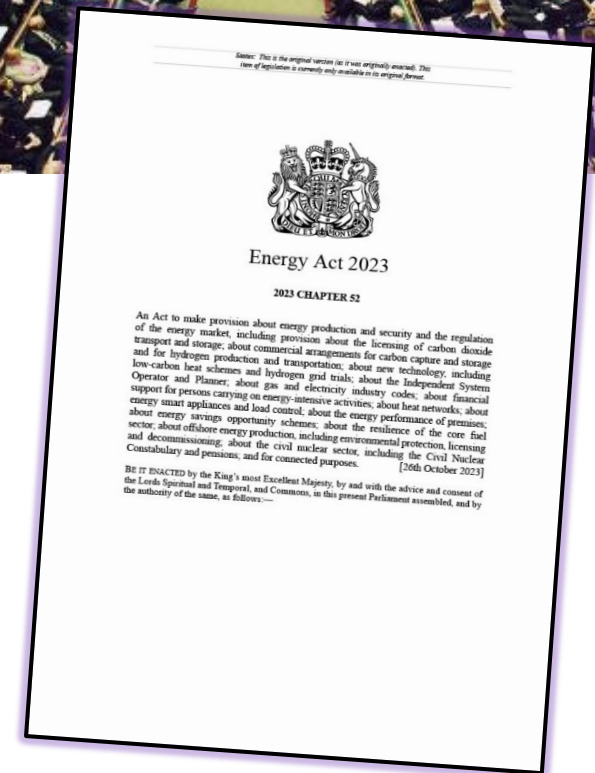 Status: This is the original version (as it was originally enacted). This
item of legislation is currently only available in its original format.
Energy Act 2023
2023 CHAPTER 52
An Act to make provision about energy production and security and the regulation
of the energy market, including provision about the licensing of carbon dioxide
transport and storage; about commercial arrangements for carbon capture and storage
and for hydrogen production and transportation; about new technology, including
low-carbon heat schemes and hydrogen grid trials; about the Independent System
Operator and Planner; about gas and electricity industry codes; about financial
support for persons carrying on energy-intensive activities; about heat networks; about
energy smart appliances and load control; about the energy performance of premises;
about energy savings opportunity schemes; about the resilience of the core fuel
sector; about offshore energy production, including environmental protection, licensing
and decommissioning; about the civil nuclear sector, including the Civil Nuclear
Constabulary and pensions; and for connected purposes. [26th October 2023]
BE IT ENACTED by the King's most Excellent Majesty, by and with the advice and consent of
the Lords Spiritual and Temporal, and Commons, in this present Parliament assembled, and by
the authority of the same, as follows:—